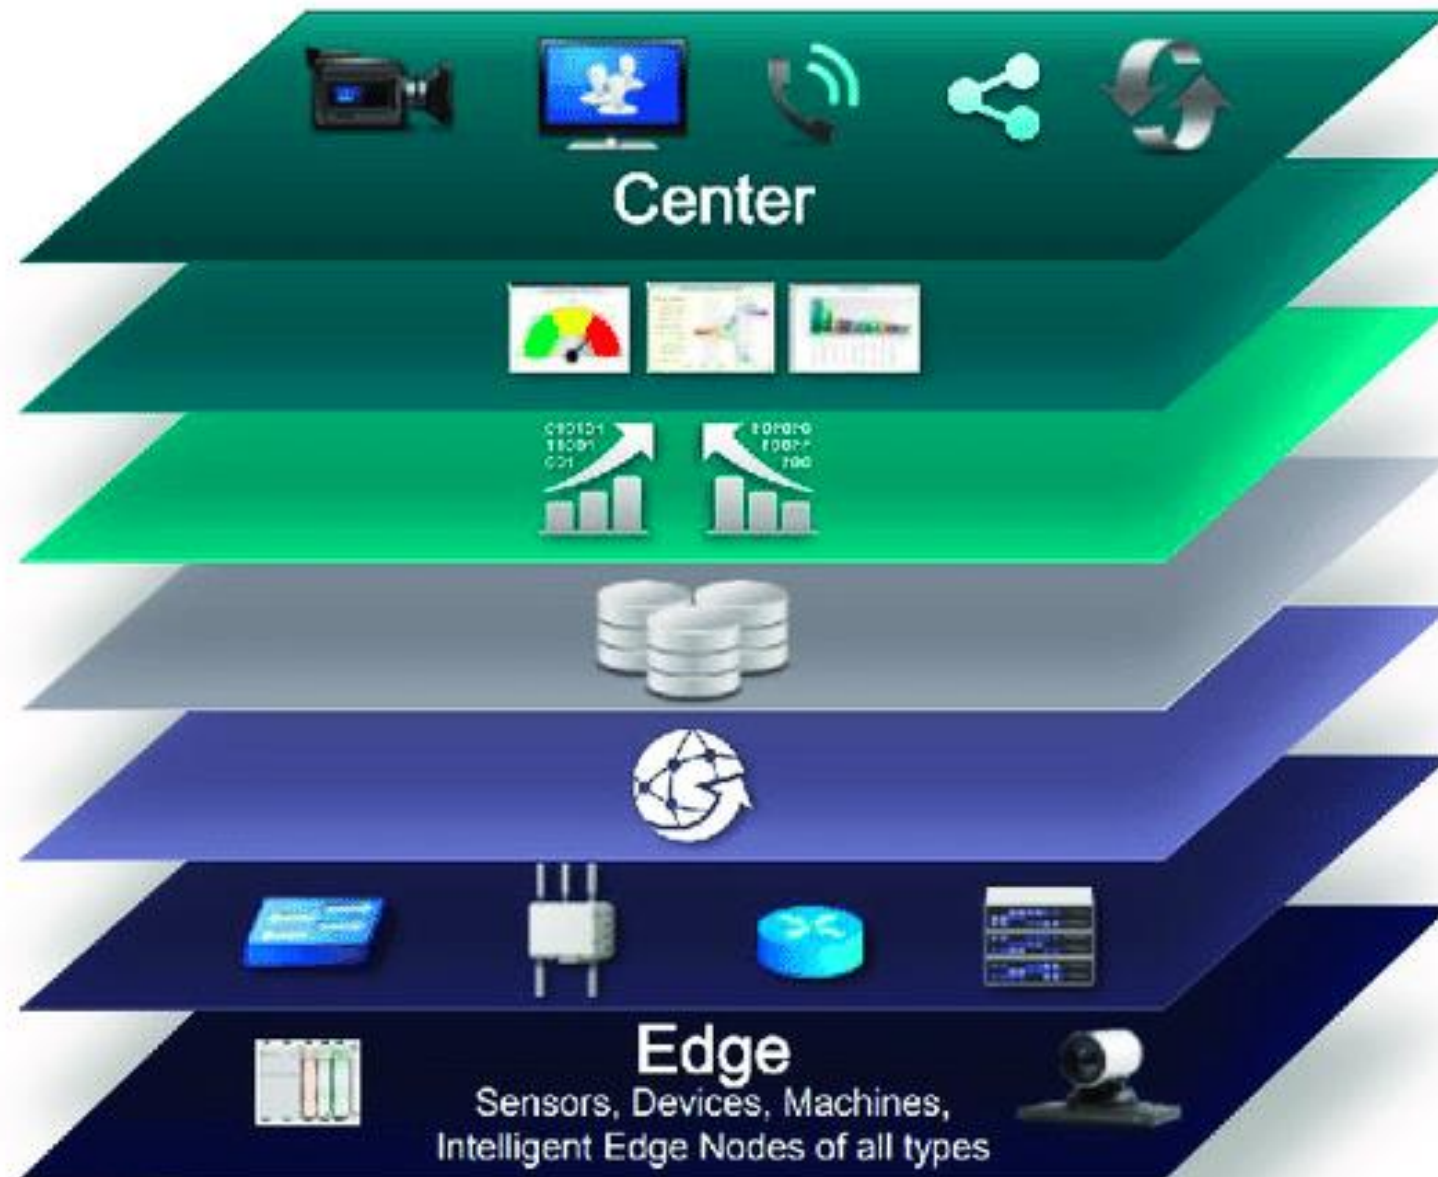 Center
Edge
Sensors, Devices, Machines,
Intelligent Edge Nodes of all types